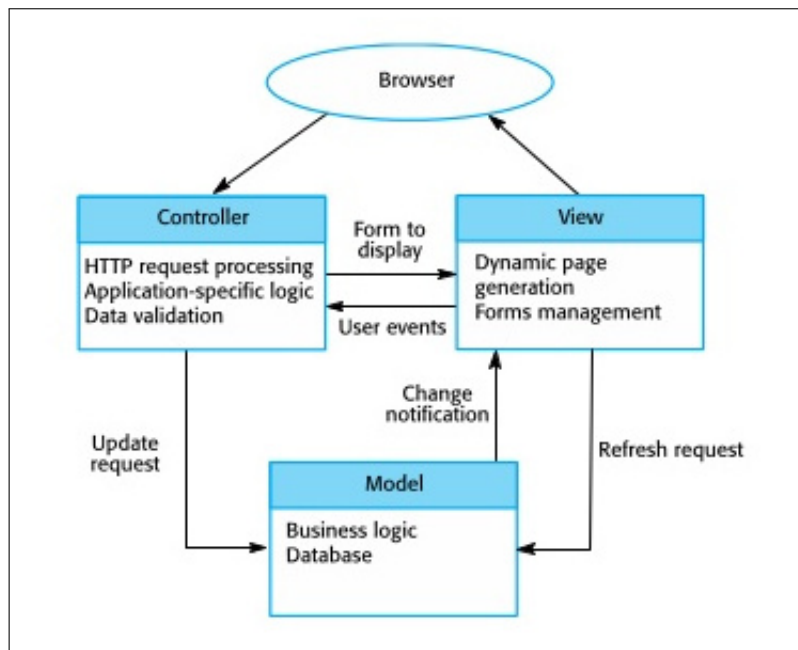 Browser
Controller
HTTP request processing
Application-specific logic
Data validation
Form to
display
User events
View
Dynamic page
generation
Forms management
Update
request
Change
notification
Refresh request
Model
Business logic
Database